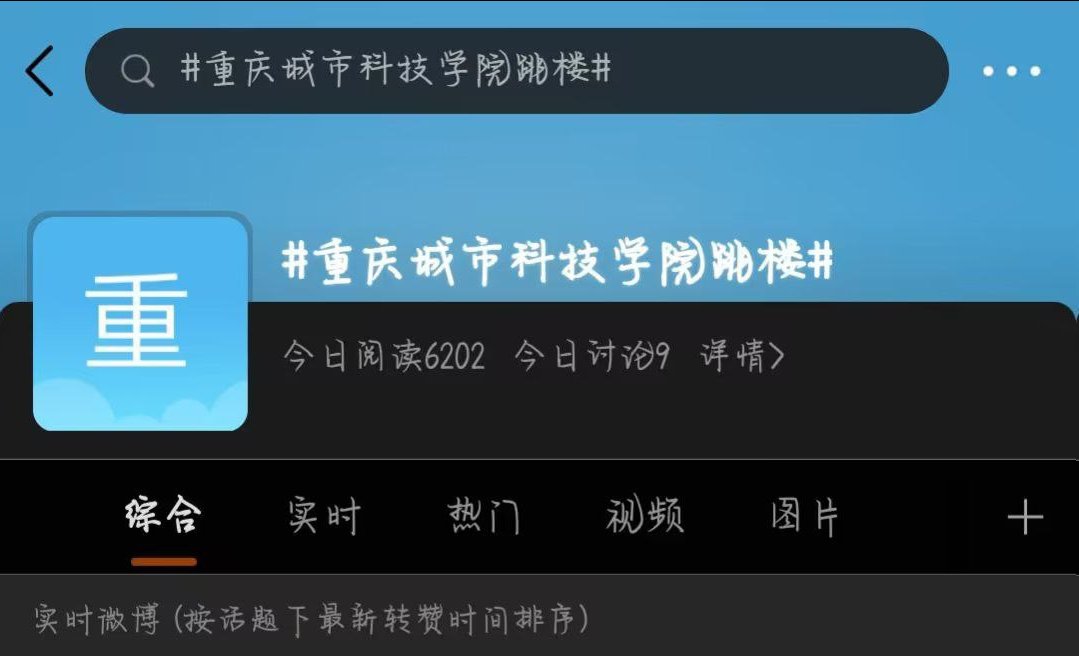 #重庆城市科技学院跳楼#
#重庆城市科技学院跳楼#
重
今日阅读6202 今日讨论9 详情>
综合 实时 热门 视频 图片 +
实时微博 (按话题下最新转赞时间排序)